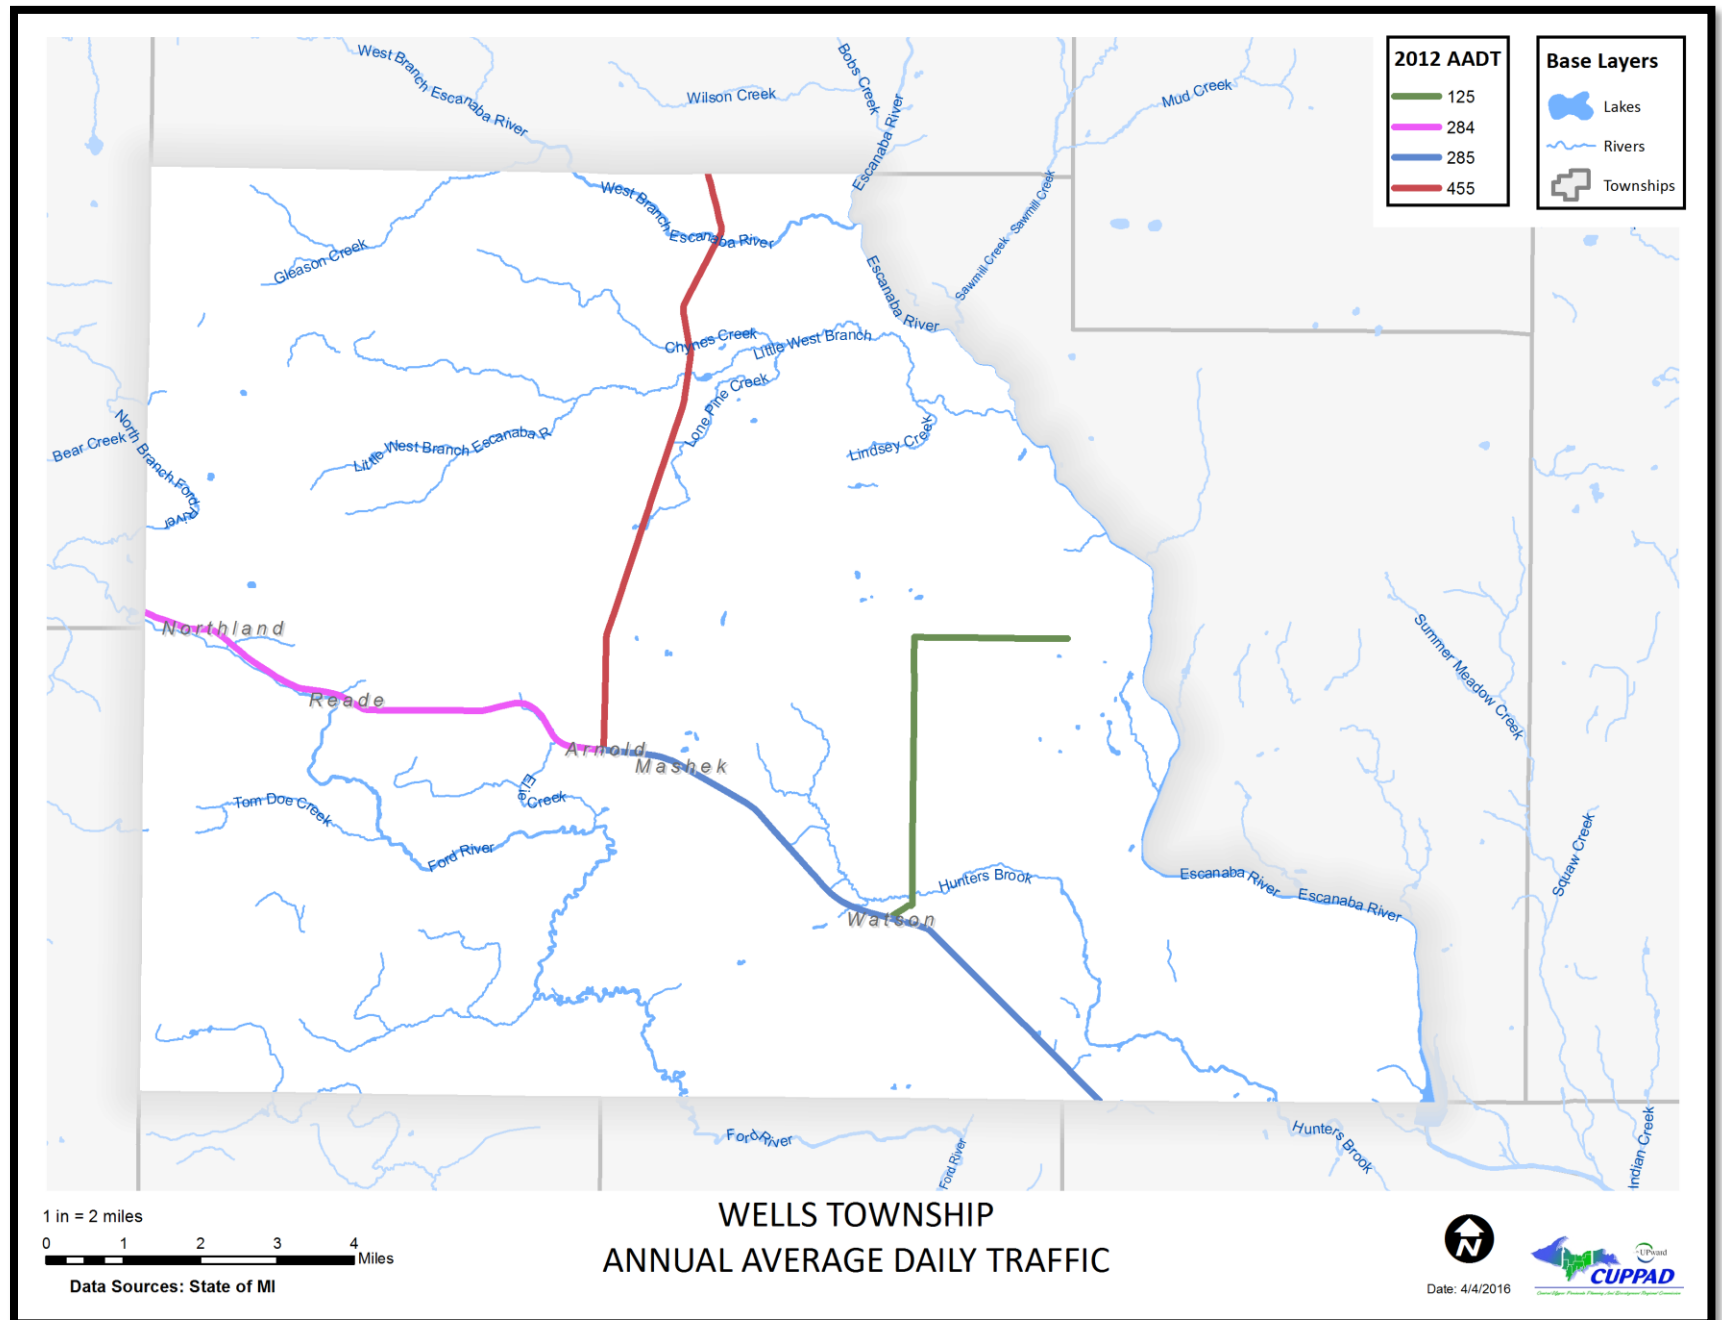 West Branch Escanaba River
Wilson Creek
Bobs Creek
Escanaba River
Mud Creek
2012 AADT
125
284
285
455
Base Layers
Lakes
Rivers
Townships
West Branch Escanaba River
Escanaba River
Gleason Creek
Sawmill Creek
Sawmill Creek
Escanaba River
Chynes Creek
Little West Branch
Lone Pine Creek
Lindsey Creek
Little West Branch Escanaba R
Bear Creek
North Branch Ford River
Northland
Reade
Arnold
Mashek
Summer Meadow Creek
Elie Creek
Tom Doe Creek
Ford River
Hunters Brook
Watson
Escanaba River
Escanaba River
Squaw Creek
Ford River
Ford River
Hunters Brook
Indian Creek
1 in = 2 miles
0 1 2 3 4
Miles
Data Sources: State of MI
WELLS TOWNSHIP
ANNUAL AVERAGE DAILY TRAFFIC
N
Date: 4/4/2016
UPward
CUPPAD